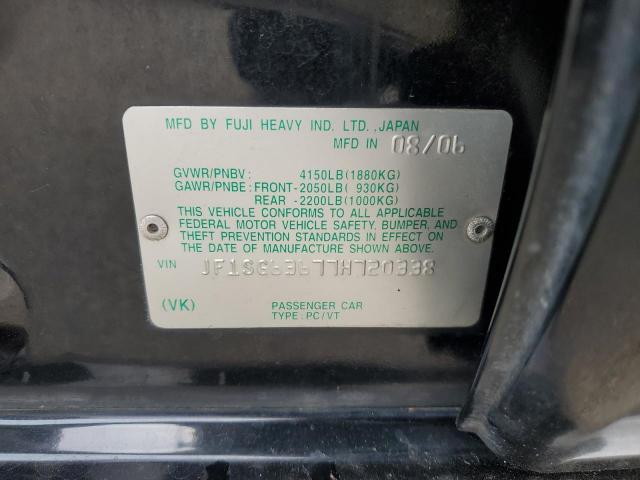 MFD BY FUJI HEAVY IND. LTD.,JAPAN
MFD IN 08/06
GVWR/PNBV: 4150LB(1880KG)
GAWR/PNBE:FRONT-2050LB( 930KG)
REAR -2200LB(1000KG)
THIS VEHICLE CONFORMS TO ALL APPLICABLE
FEDERAL MOTOR VEHICLE SAFETY, BUMPER, AND
THEFT PREVENTION STANDARDS IN EFFECT ON
THE DATE OF MANUFACTURE SHOWN ABOVE.
VIN JF1SG63677H720338
(VK) PASSENGER CAR
TYPE:PC/VT